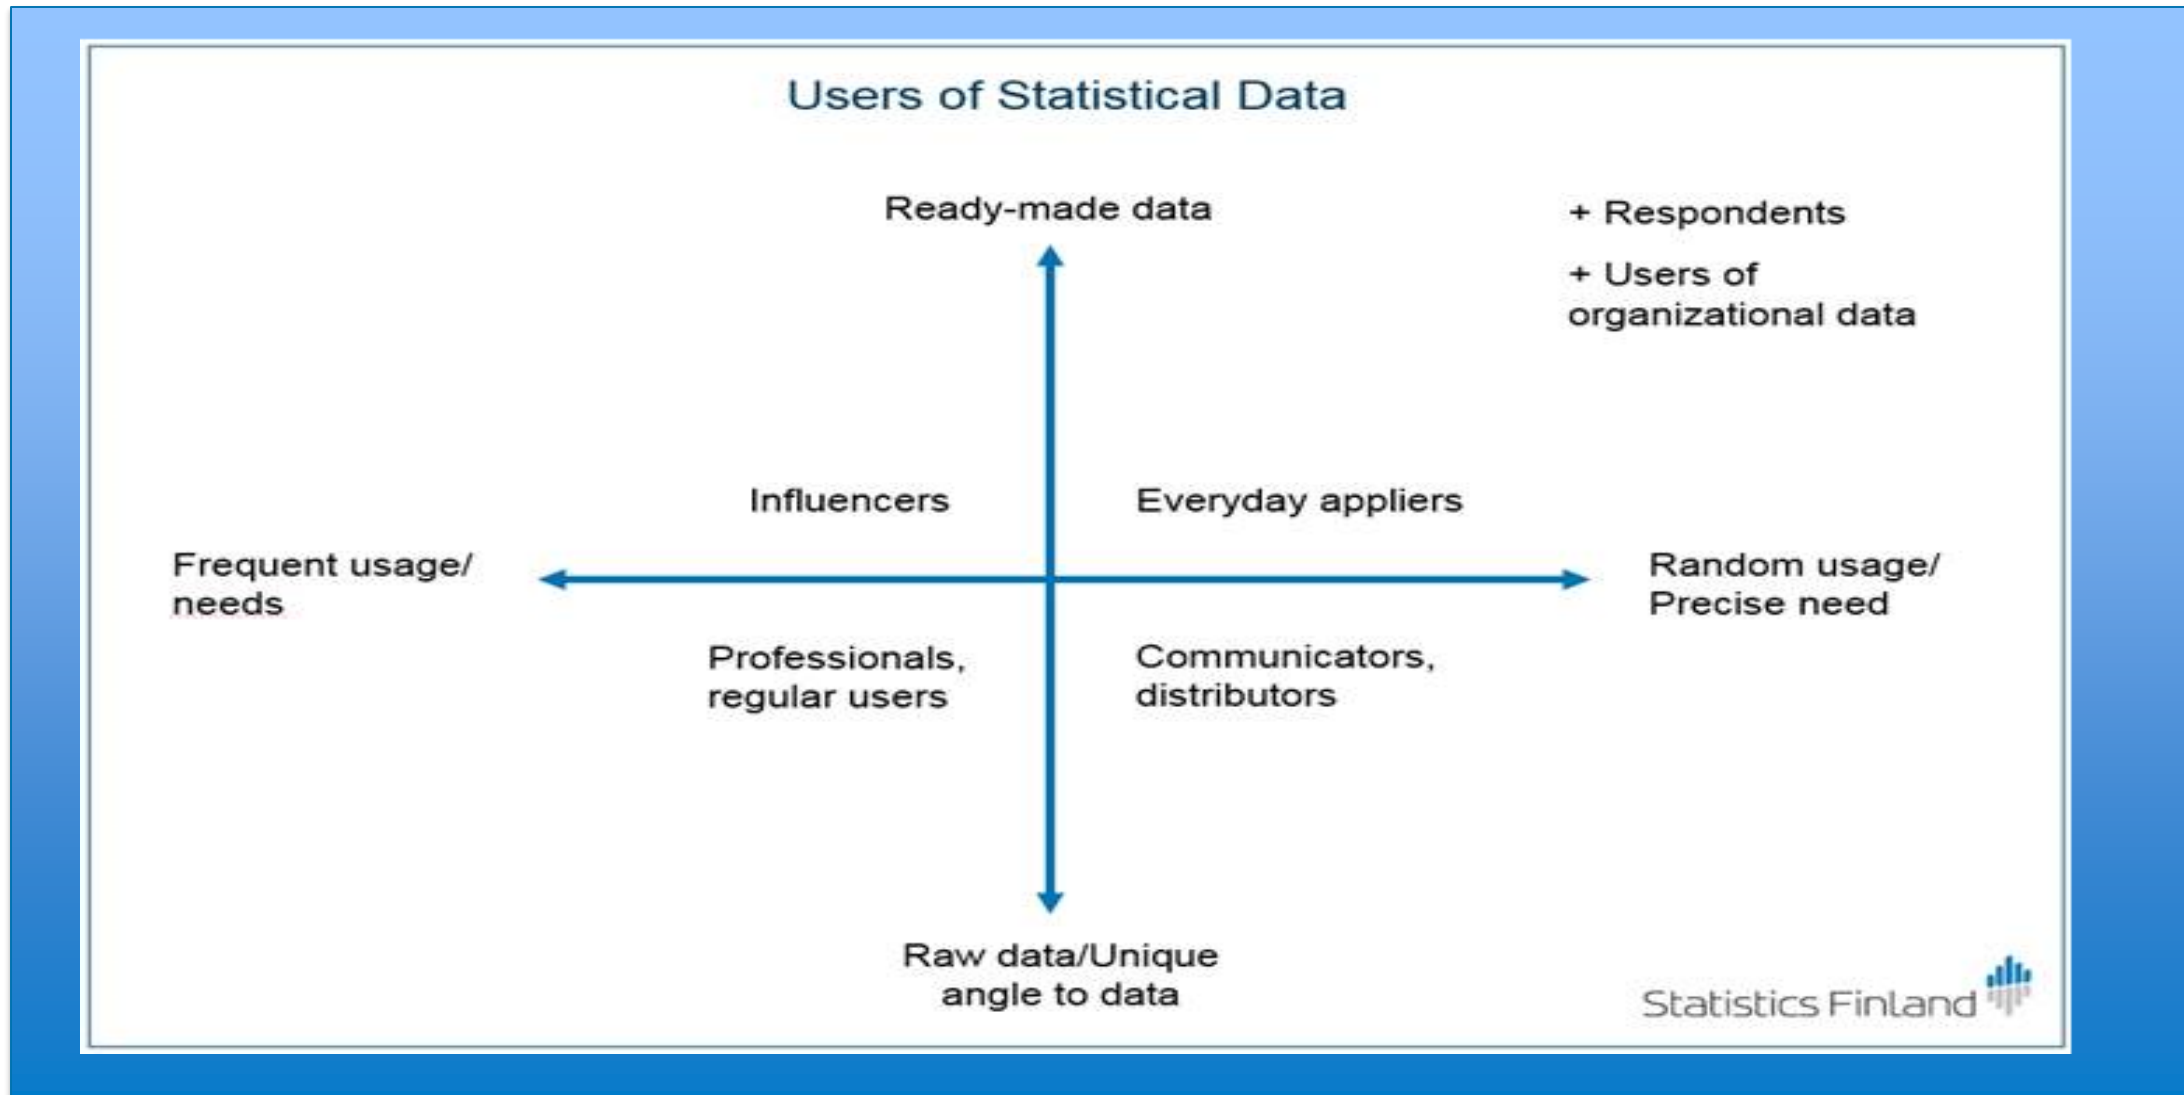 Users of Statistical Data
Ready-made data
+ Respondents
+ Users of
organizational data
Influencers
Everyday appliers
Frequent usage/
needs
Random usage/
Precise need
Professionals,
regular users
Communicators,
distributors
Raw data/Unique
angle to data
Statistics Finland